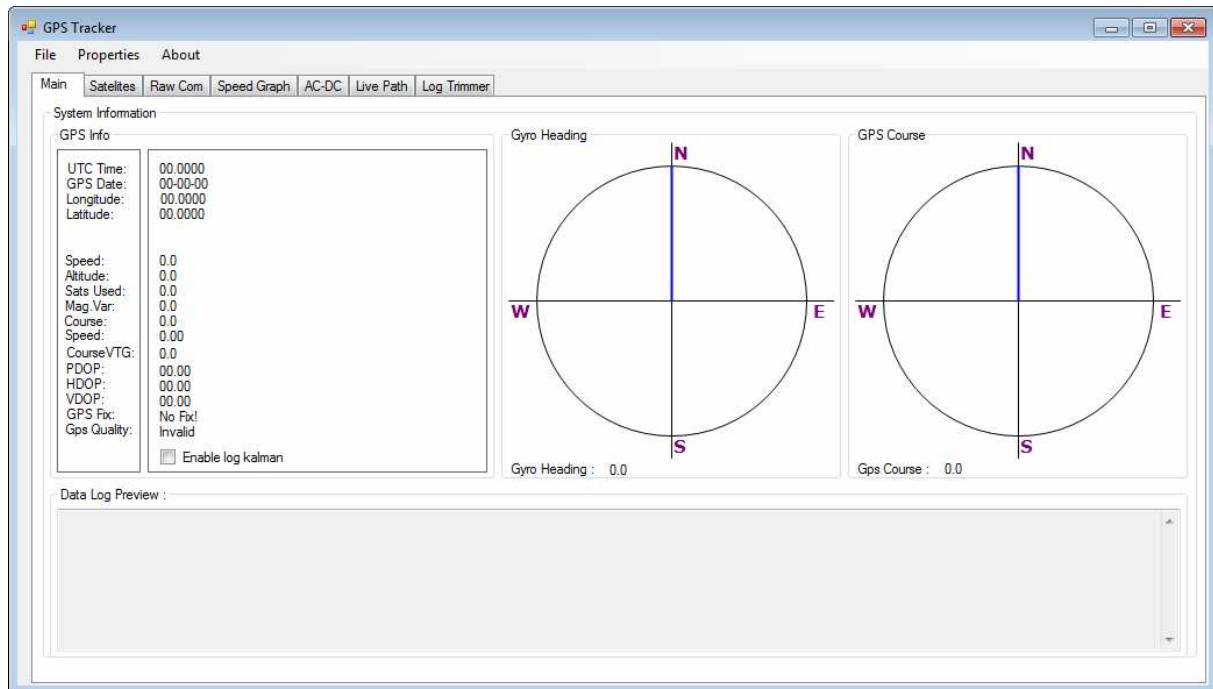 GPS Tracker
File Properties About
Main Satelites Raw Com Speed Graph AC-DC Live Path Log Trimmer
System Information
GPS Info
UTC Time: 00.0000
GPS Date: 00-00-00
Longitude: 00.0000
Latitude: 00.0000
Speed: 0.0
Altitude: 0.0
Sats Used: 0.0
Mag.Var: 0.0
Course: 0.0
Speed: 0.00
CourseVTG: 0.0
PDOP: 00.00
HDOP: 00.00
VDOP: 00.00
GPS Fix: No Fix!
Gps Quality: Invalid
Enable log kalman
Gyro Heading
N
W E
S
Gyro Heading : 0.0
GPS Course
N
W E
S
Gps Course : 0.0
Data Log Preview :